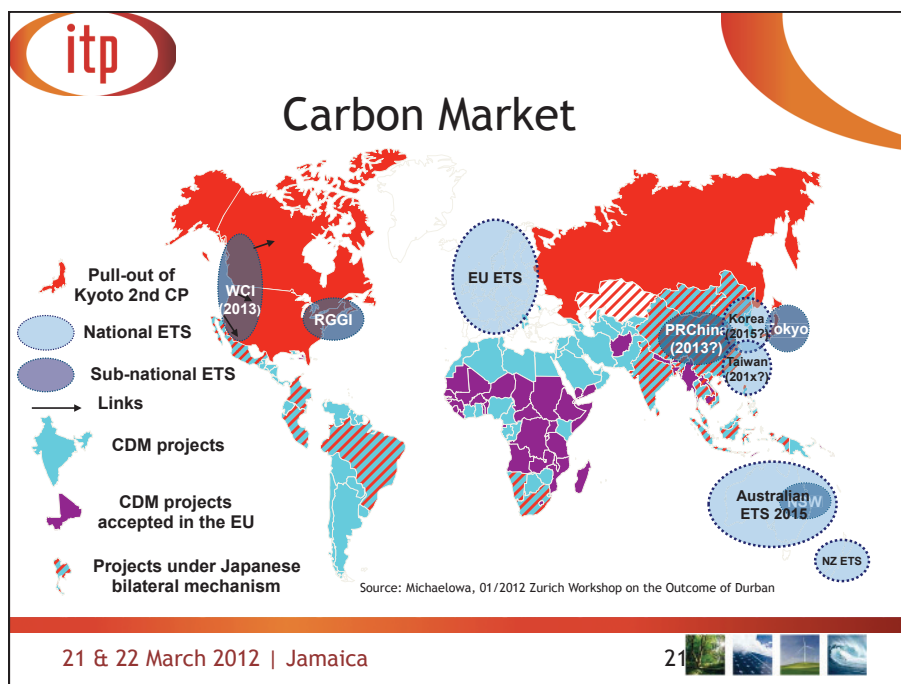 itp
Carbon Market
Pull-out of
Kyoto 2nd CP
National ETS
Sub-national ETS
Links
CDM projects
CDM projects
accepted in the EU
Projects under Japanese
bilateral mechanism
WCI
(2013)
RGGI
EU ETS
PRChina
(2013?)
Korea
(2015?)
Tokyo
Taiwan
(201x?)
Australian
ETS 2015
NSW
NZ ETS
Source: Michaelowa, 01/2012 Zurich Workshop on the Outcome of Durban
21 & 22 March 2012 | Jamaica
21